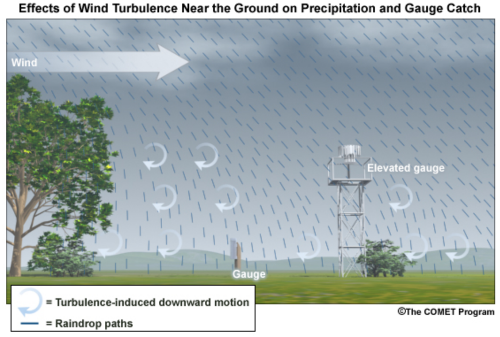 Effects of Wind Turbulence Near the Ground on Precipitation and Gauge Catch
Wind
Elevated gauge
Gauge
= Turbulence-induced downward motion
= Raindrop paths
©The COMET Program